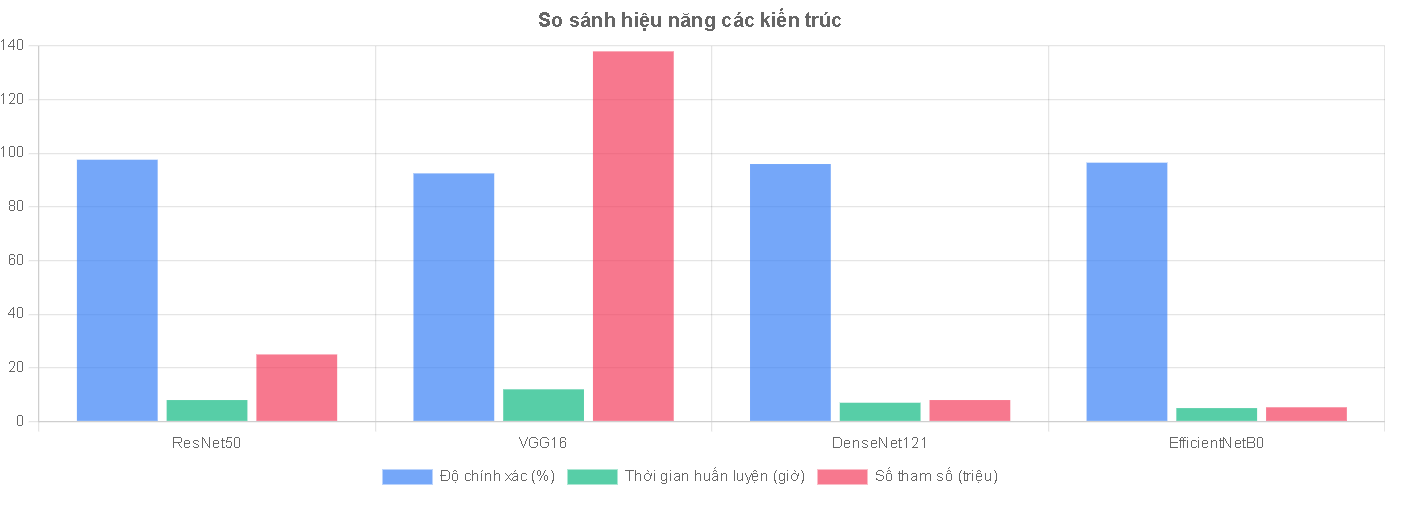 So sánh hiệu năng các kiến trúc
140
120
100
80
60
40
20
0
ResNet50 VGG16 DenseNet121 EfficientNetB0
Độ chính xác (%) Thời gian huấn luyện (giờ) Số tham số (triệu)